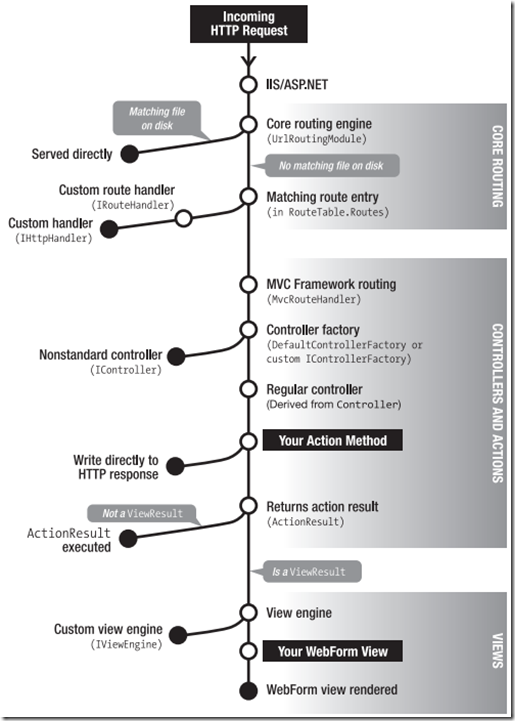 Incoming
HTTP Request
IIS/ASP.NET
Matching file
on disk
Core routing engine
(UrlRoutingModule)
Served directly
No matching file on disk
Custom route handler
(IRouteHandler)
Matching route entry
(in RouteTable.Routes)
Custom handler
(IHttpHandler)
CORE ROUTING
MVC Framework routing
(MvcRouteHandler)
Controller factory
(DefaultControllerFactory or
custom IControllerFactory)
Nonstandard controller
(IController)
Regular controller
(Derived from Controller)
Your Action Method
Write directly to
HTTP response
Not a ViewResult
Returns action result
(ActionResult)
ActionResult
executed
CONTROLLERS AND ACTIONS
Is a ViewResult
View engine
Custom view engine
(IViewEngine)
Your WebForm View
WebForm view rendered
VIEWS